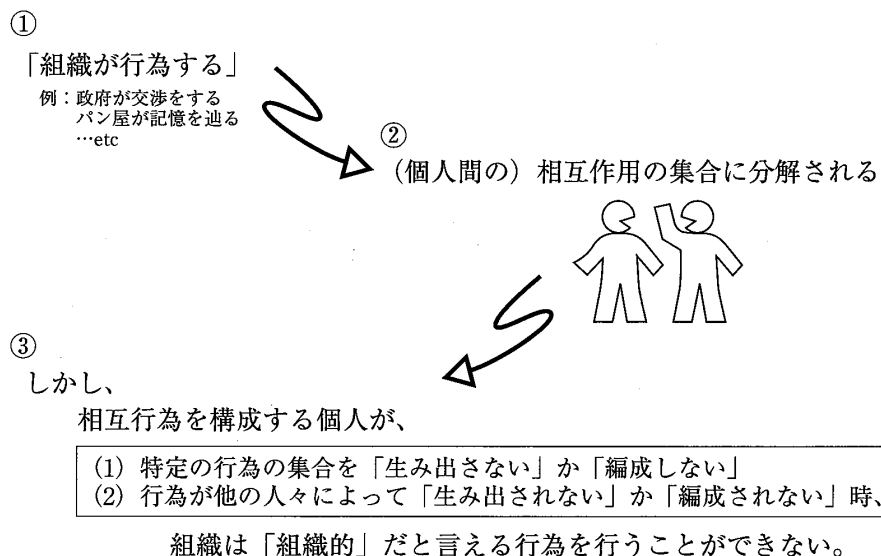 ①
「組織が行為する」
例：政府が交渉をする
パン屋が記憶を辿る
…etc
②
（個人間の）相互作用の集合に分解される
③
しかし、
相互行為を構成する個人が、
(1) 特定の行為の集合を「生み出さない」か「編成しない」
(2) 行為が他の人々によって「生み出されない」か「編成されない」時、
組織は「組織的」だと言える行為を行うことができない。